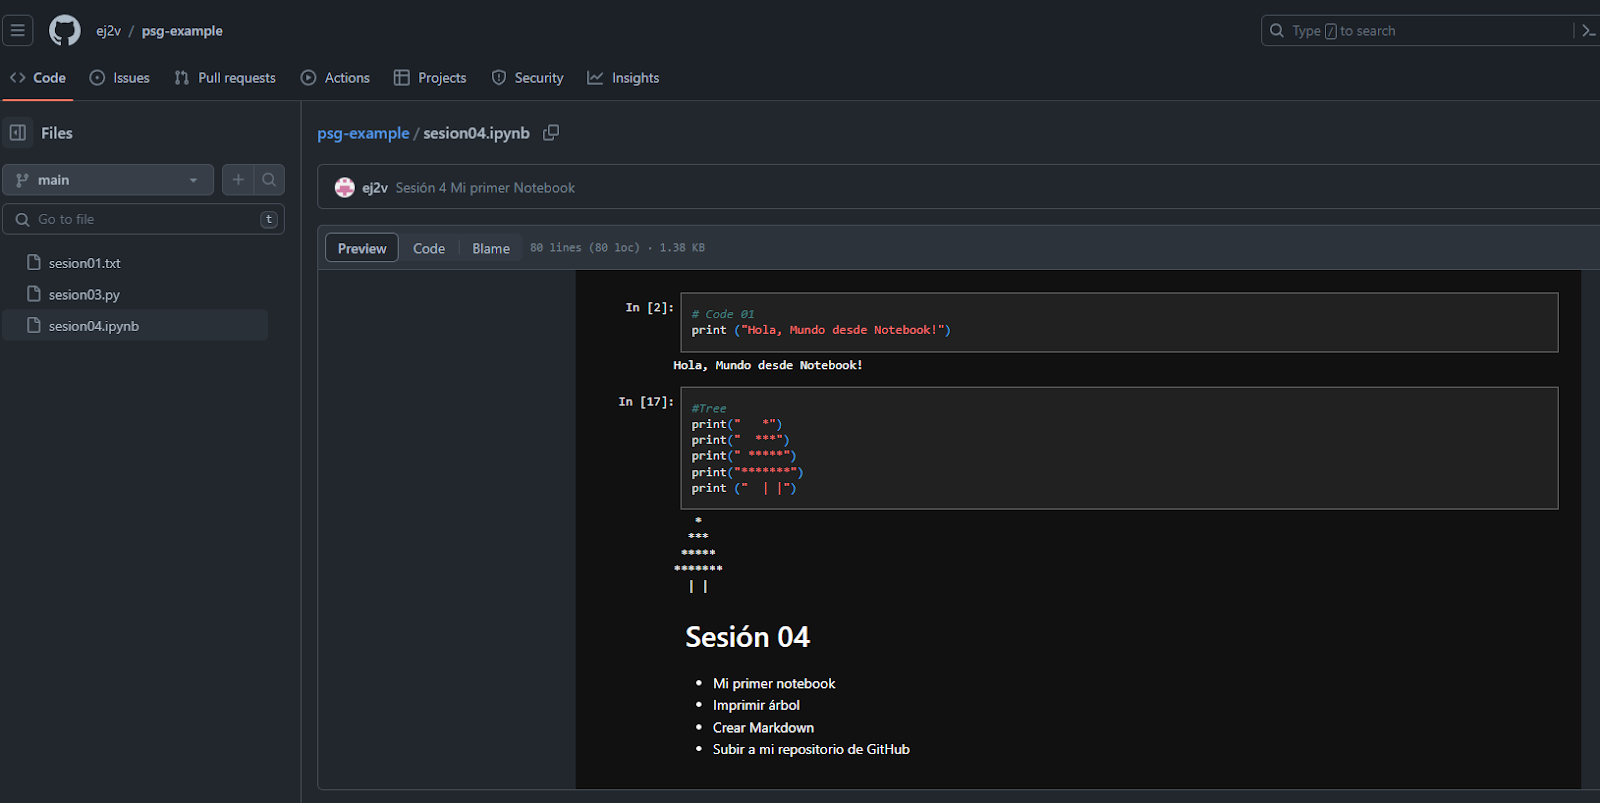 ej2v / psg-example
Type / to search
Code Issues Pull requests Actions Projects Security Insights
Files
main
Go to file t
sesion01.txt
sesion03.py
sesion04.ipynb
psg-example / sesion04.ipynb
ej2v Sesión 4 Mi primer Notebook
Preview Code Blame 80 lines (80 loc) · 1.38 KB
In [2]:
# Code 01
print ("Hola, Mundo desde Notebook!")
Hola, Mundo desde Notebook!
In [17]:
#Tree
print("   *")
print("  ***")
print(" *****")
print("*******")
print ("  | |")
   *
  ***
 *****
*******
  | |
Sesión 04
• Mi primer notebook
• Imprimir árbol
• Crear Markdown
• Subir a mi repositorio de GitHub